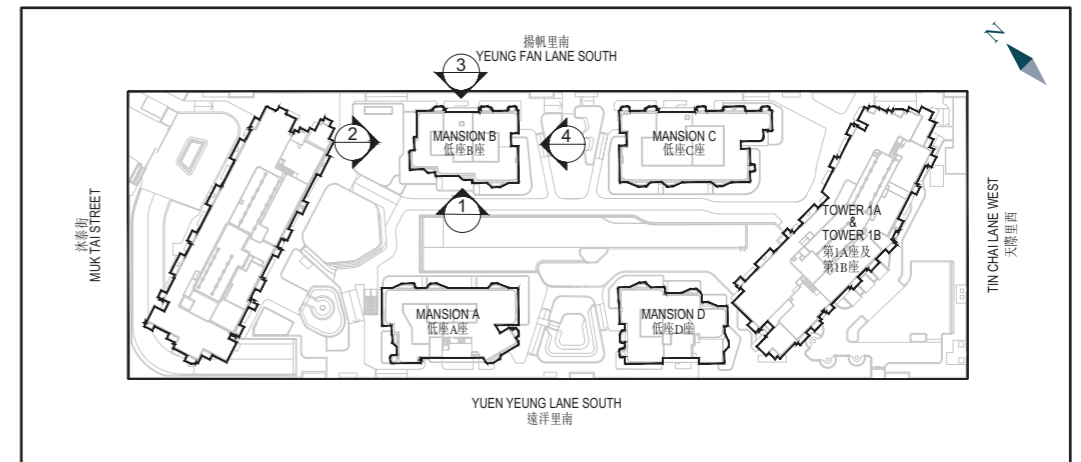 揚帆里南
YEUNG FAN LANE SOUTH
N
3
2
MANSION B
低座B座
4
MANSION C
低座C座
1
沐泰街
MUK TAI STREET
TOWER 1A
&
TOWER 1B
第1A座及
第1B座
TIN CHAI LANE WEST
天際里西
MANSION A
低座A座
MANSION D
低座D座
YUEN YEUNG LANE SOUTH
遠洋里南